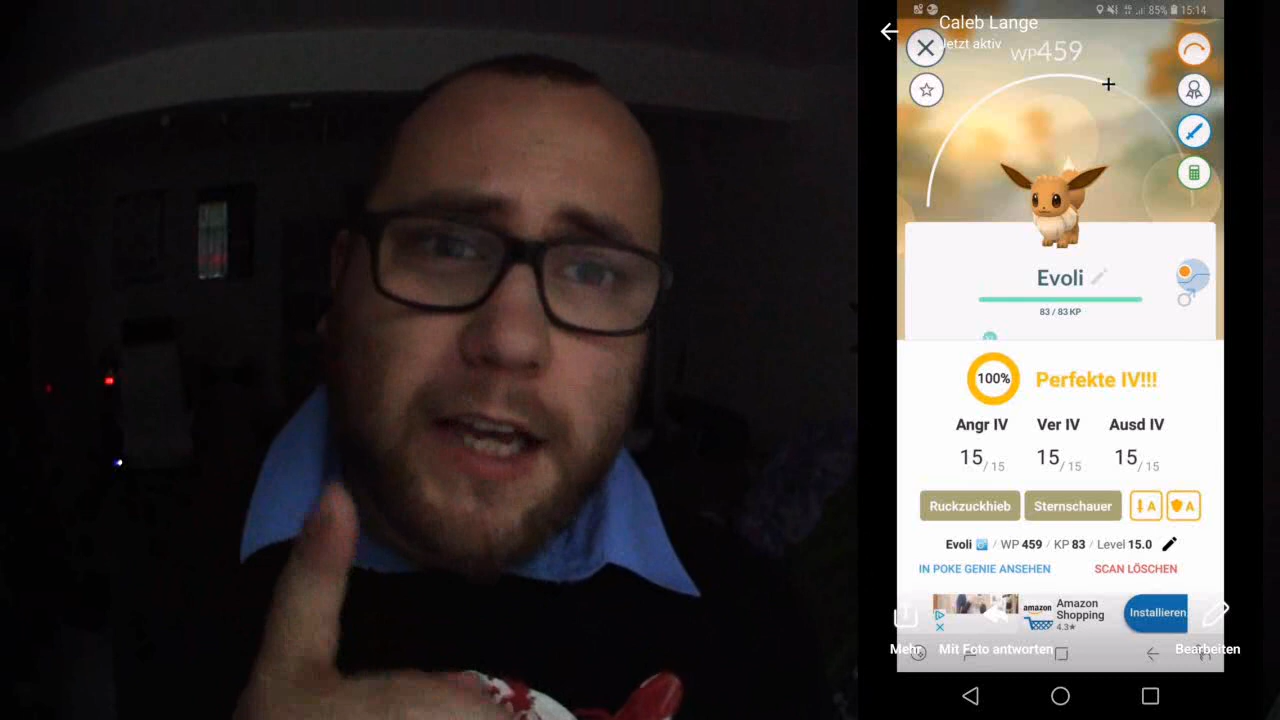 15:14
85%
Caleb Lange
Jetzt aktiv
WP459
Evoli
83 / 83 KP
100%
Perfekte IV!!!
Angr IV Ver IV Ausd IV
15/15 15/15 15/15
Ruckzuckhieb Sternschauer A A
Evoli / WP 459 / KP 83 / Level 15.0
IN POKE GENIE ANSEHEN SCAN LÖSCHEN
amazon
Amazon
Shopping
4.3★
Installieren
Mehr Mit Foto antworten Bearbeiten